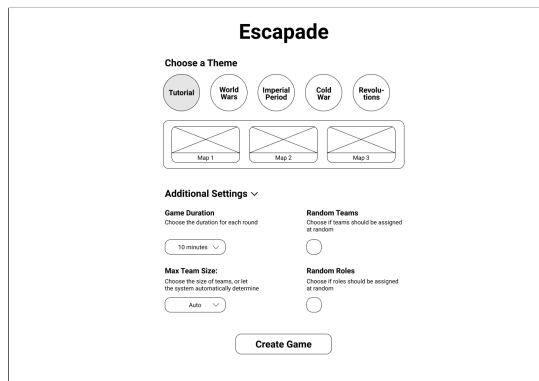 Escapade
Choose a Theme
Tutorial
World
Wars
Imperial
Period
Cold
War
Revolu-
tions
Map 1
Map 2
Map 3
Additional Settings
Game Duration
Choose the duration for each round
10 minutes
Random Teams
Choose if teams should be assigned
at random
Max Team Size:
Choose the size of teams, or let
the system automatically determine
Auto
Random Roles
Choose if roles should be assigned
at random
Create Game